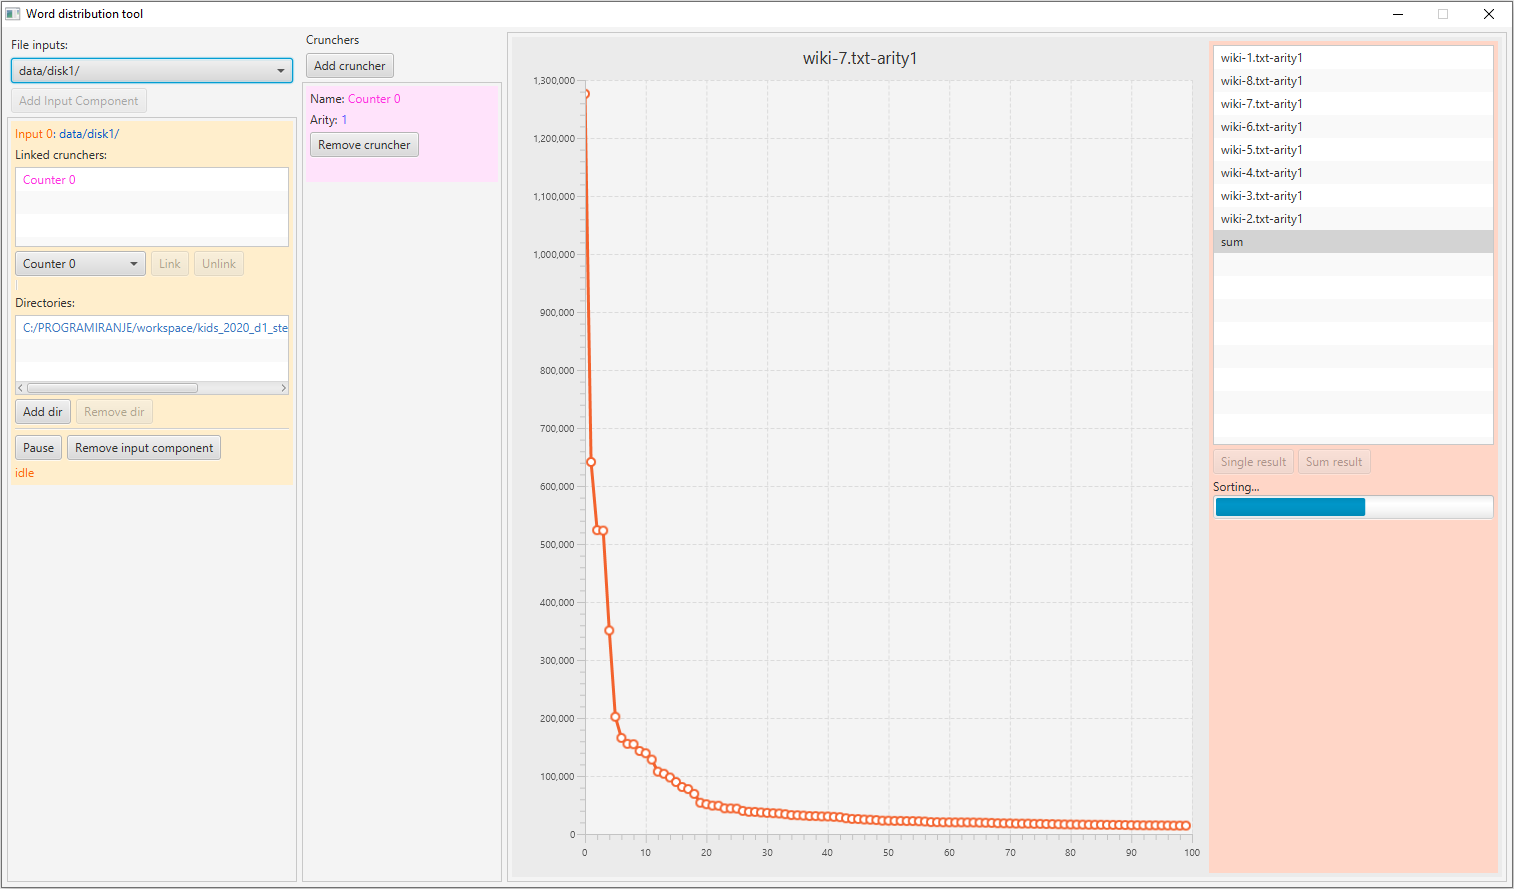 Word distribution tool
File inputs:
data/disk1/
Add Input Component
Input 0: data/disk1/
Linked crunchers:
Counter 0
Counter 0
Link
Unlink
Directories:
C:/PROGRAMIRANJE/workspace/kids_2020_d1_ste
Add dir
Remove dir
Pause
Remove input component
idle
Crunchers
Add cruncher
Name: Counter 0
Arity: 1
Remove cruncher
wiki-7.txt-arity1
1,300,000
1,200,000
1,100,000
1,000,000
900,000
800,000
700,000
600,000
500,000
400,000
300,000
200,000
100,000
0
0 10 20 30 40 50 60 70 80 90 100
wiki-1.txt-arity1
wiki-8.txt-arity1
wiki-7.txt-arity1
wiki-6.txt-arity1
wiki-5.txt-arity1
wiki-4.txt-arity1
wiki-3.txt-arity1
wiki-2.txt-arity1
sum
Single result
Sum result
Sorting...